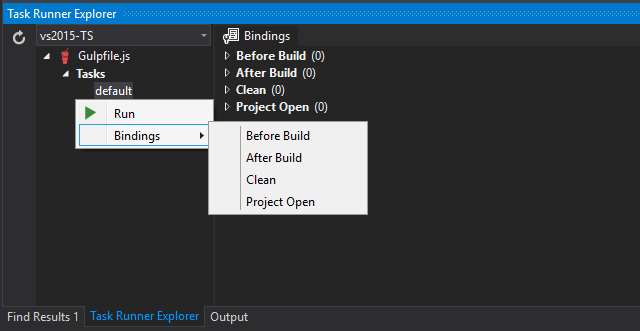 Task Runner Explorer
vs2015-TS
Bindings
Gulpfile.js
Before Build (0)
Tasks
After Build (0)
default
Clean (0)
Project Open (0)
Run
Bindings
Before Build
After Build
Clean
Project Open
Find Results 1 Task Runner Explorer Output